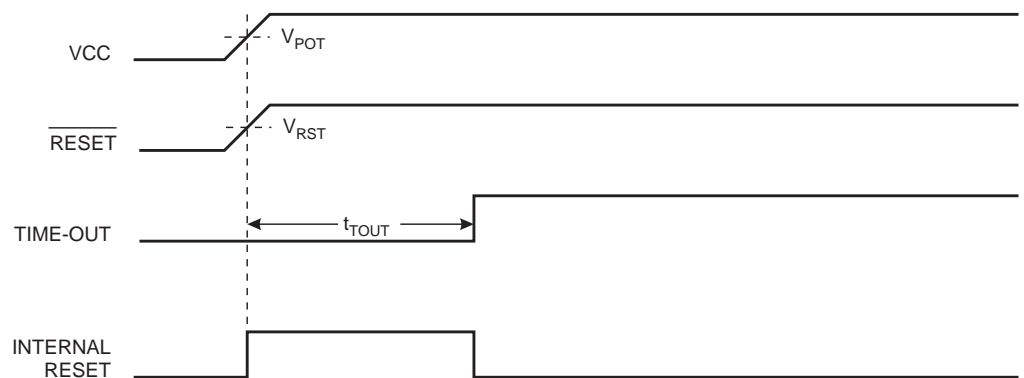 VCC
V_POT
RESET
V_RST
TIME-OUT
t_TOUT
INTERNAL
RESET